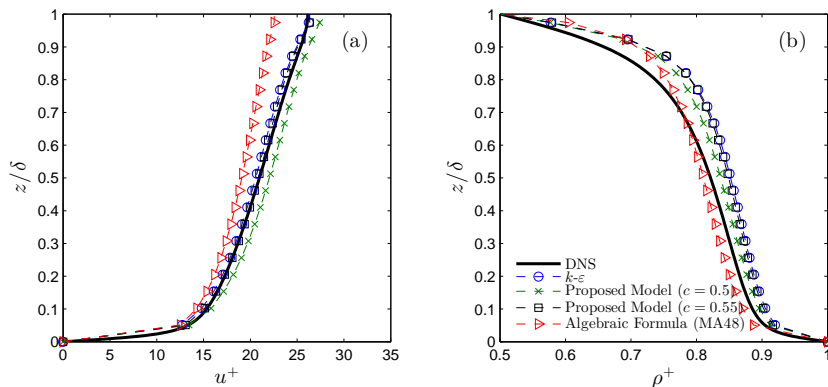 1
0.9
0.8
0.7
0.6
0.5
0.4
0.3
0.2
0.1
0
z/δ
0 5 10 15 20 25 30 35
u⁺
(a)
1
0.9
0.8
0.7
0.6
0.5
0.4
0.3
0.2
0.1
0
z/δ
0.5 0.6 0.7 0.8 0.9 1
ρ⁺
(b)
DNS
k-ε
Proposed Model (c = 0.5)
Proposed Model (c = 0.55)
Algebraic Formula (MA48)